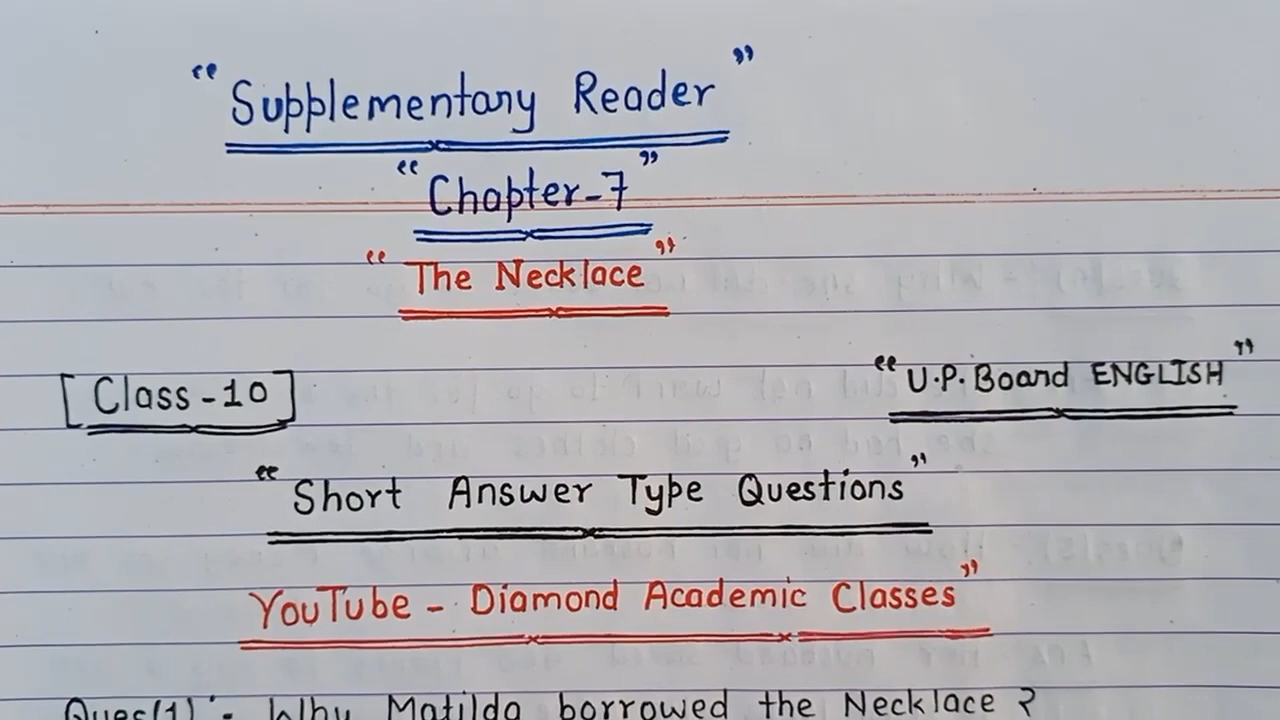 "Supplementary Reader"
"Chapter-7"
"The Necklace"
[Class-10]
"U.P. Board ENGLISH"
"Short Answer Type Questions"
YouTube - Diamond Academic Classes"
Ques(1):- Why Matilda borrowed the Necklace ?